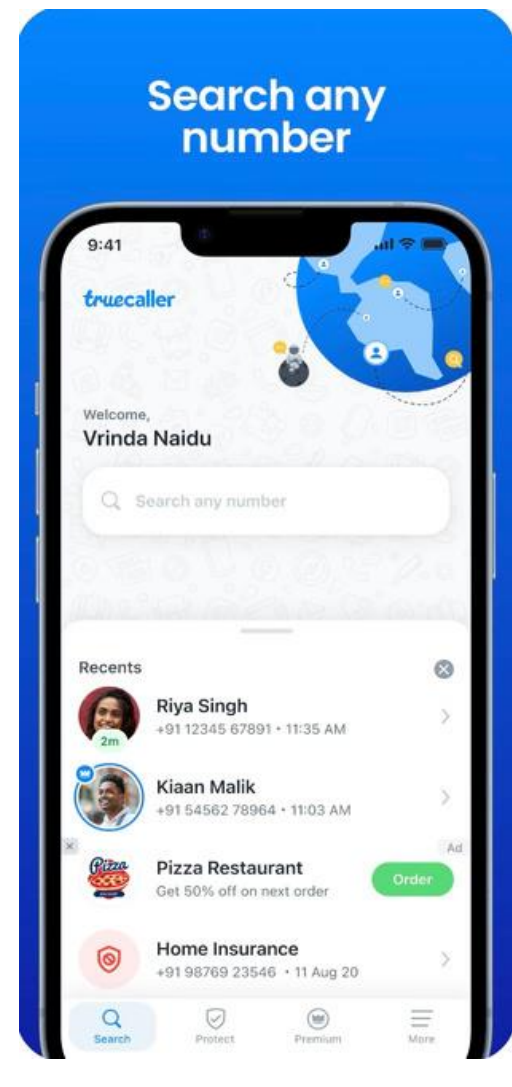 Search any
number
9:41
truecaller
Welcome,
Vrinda Naidu
Search any number
Recents
Riya Singh
2m
+91 12345 67891 • 11:35 AM
Kiaan Malik
+91 54562 78964 • 11:03 AM
Ad
Pizza
Pizza Restaurant
Get 50% off on next order
Order
Home Insurance
+91 98769 23546 • 11 Aug 20
Search Protect Premium More